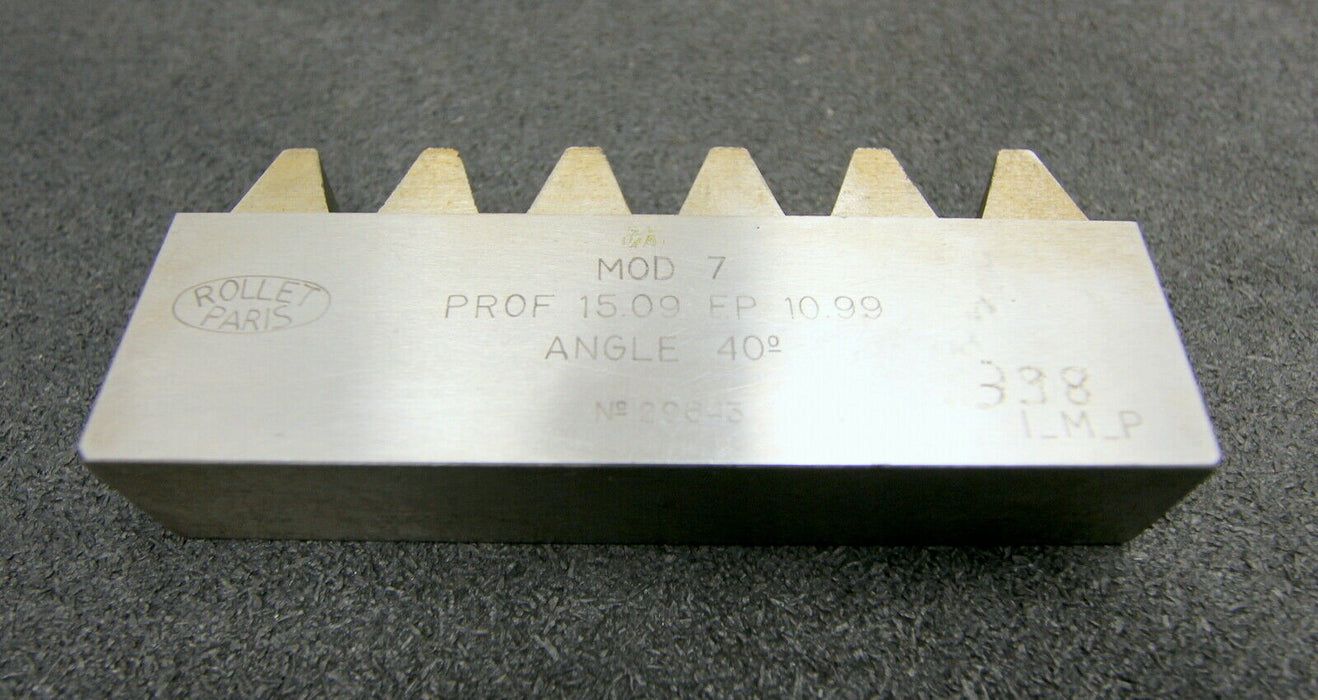 MOD 7
ROLLET
PARIS
PROF 15.09 EP 10.99
ANGLE 40º
338
I_M_P
Nº 29643